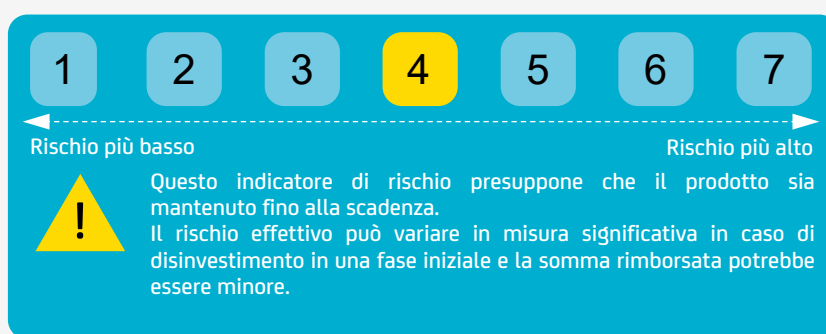 1 2 3 4 5 6 7
Rischio più basso Rischio più alto
!
Questo indicatore di rischio presuppone che il prodotto sia
mantenuto fino alla scadenza.
Il rischio effettivo può variare in misura significativa in caso di
disinvestimento in una fase iniziale e la somma rimborsata potrebbe
essere minore.